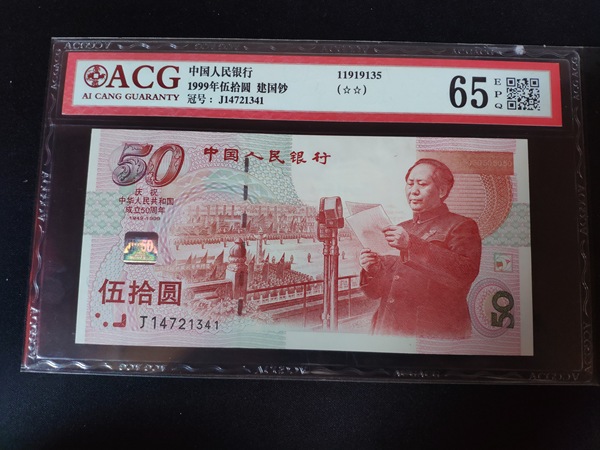 ACG
AI CANG GUARANTY
中国人民银行
1999年伍拾圆 建国钞
冠号：J14721341
11919135
(☆☆)
65 EPQ
50
中国人民银行
庆祝
中华人民共和国
成立50周年
1949-1999
伍拾圆
J14721341
50